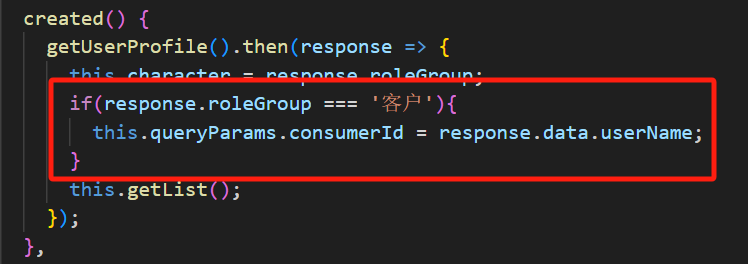 created() {
getUserProfile().then(response => {
this.character = response.roleGroup;
if(response.roleGroup === '客户'){
this.queryParams.consumerId = response.data.userName;
}
this.getList();
});
},